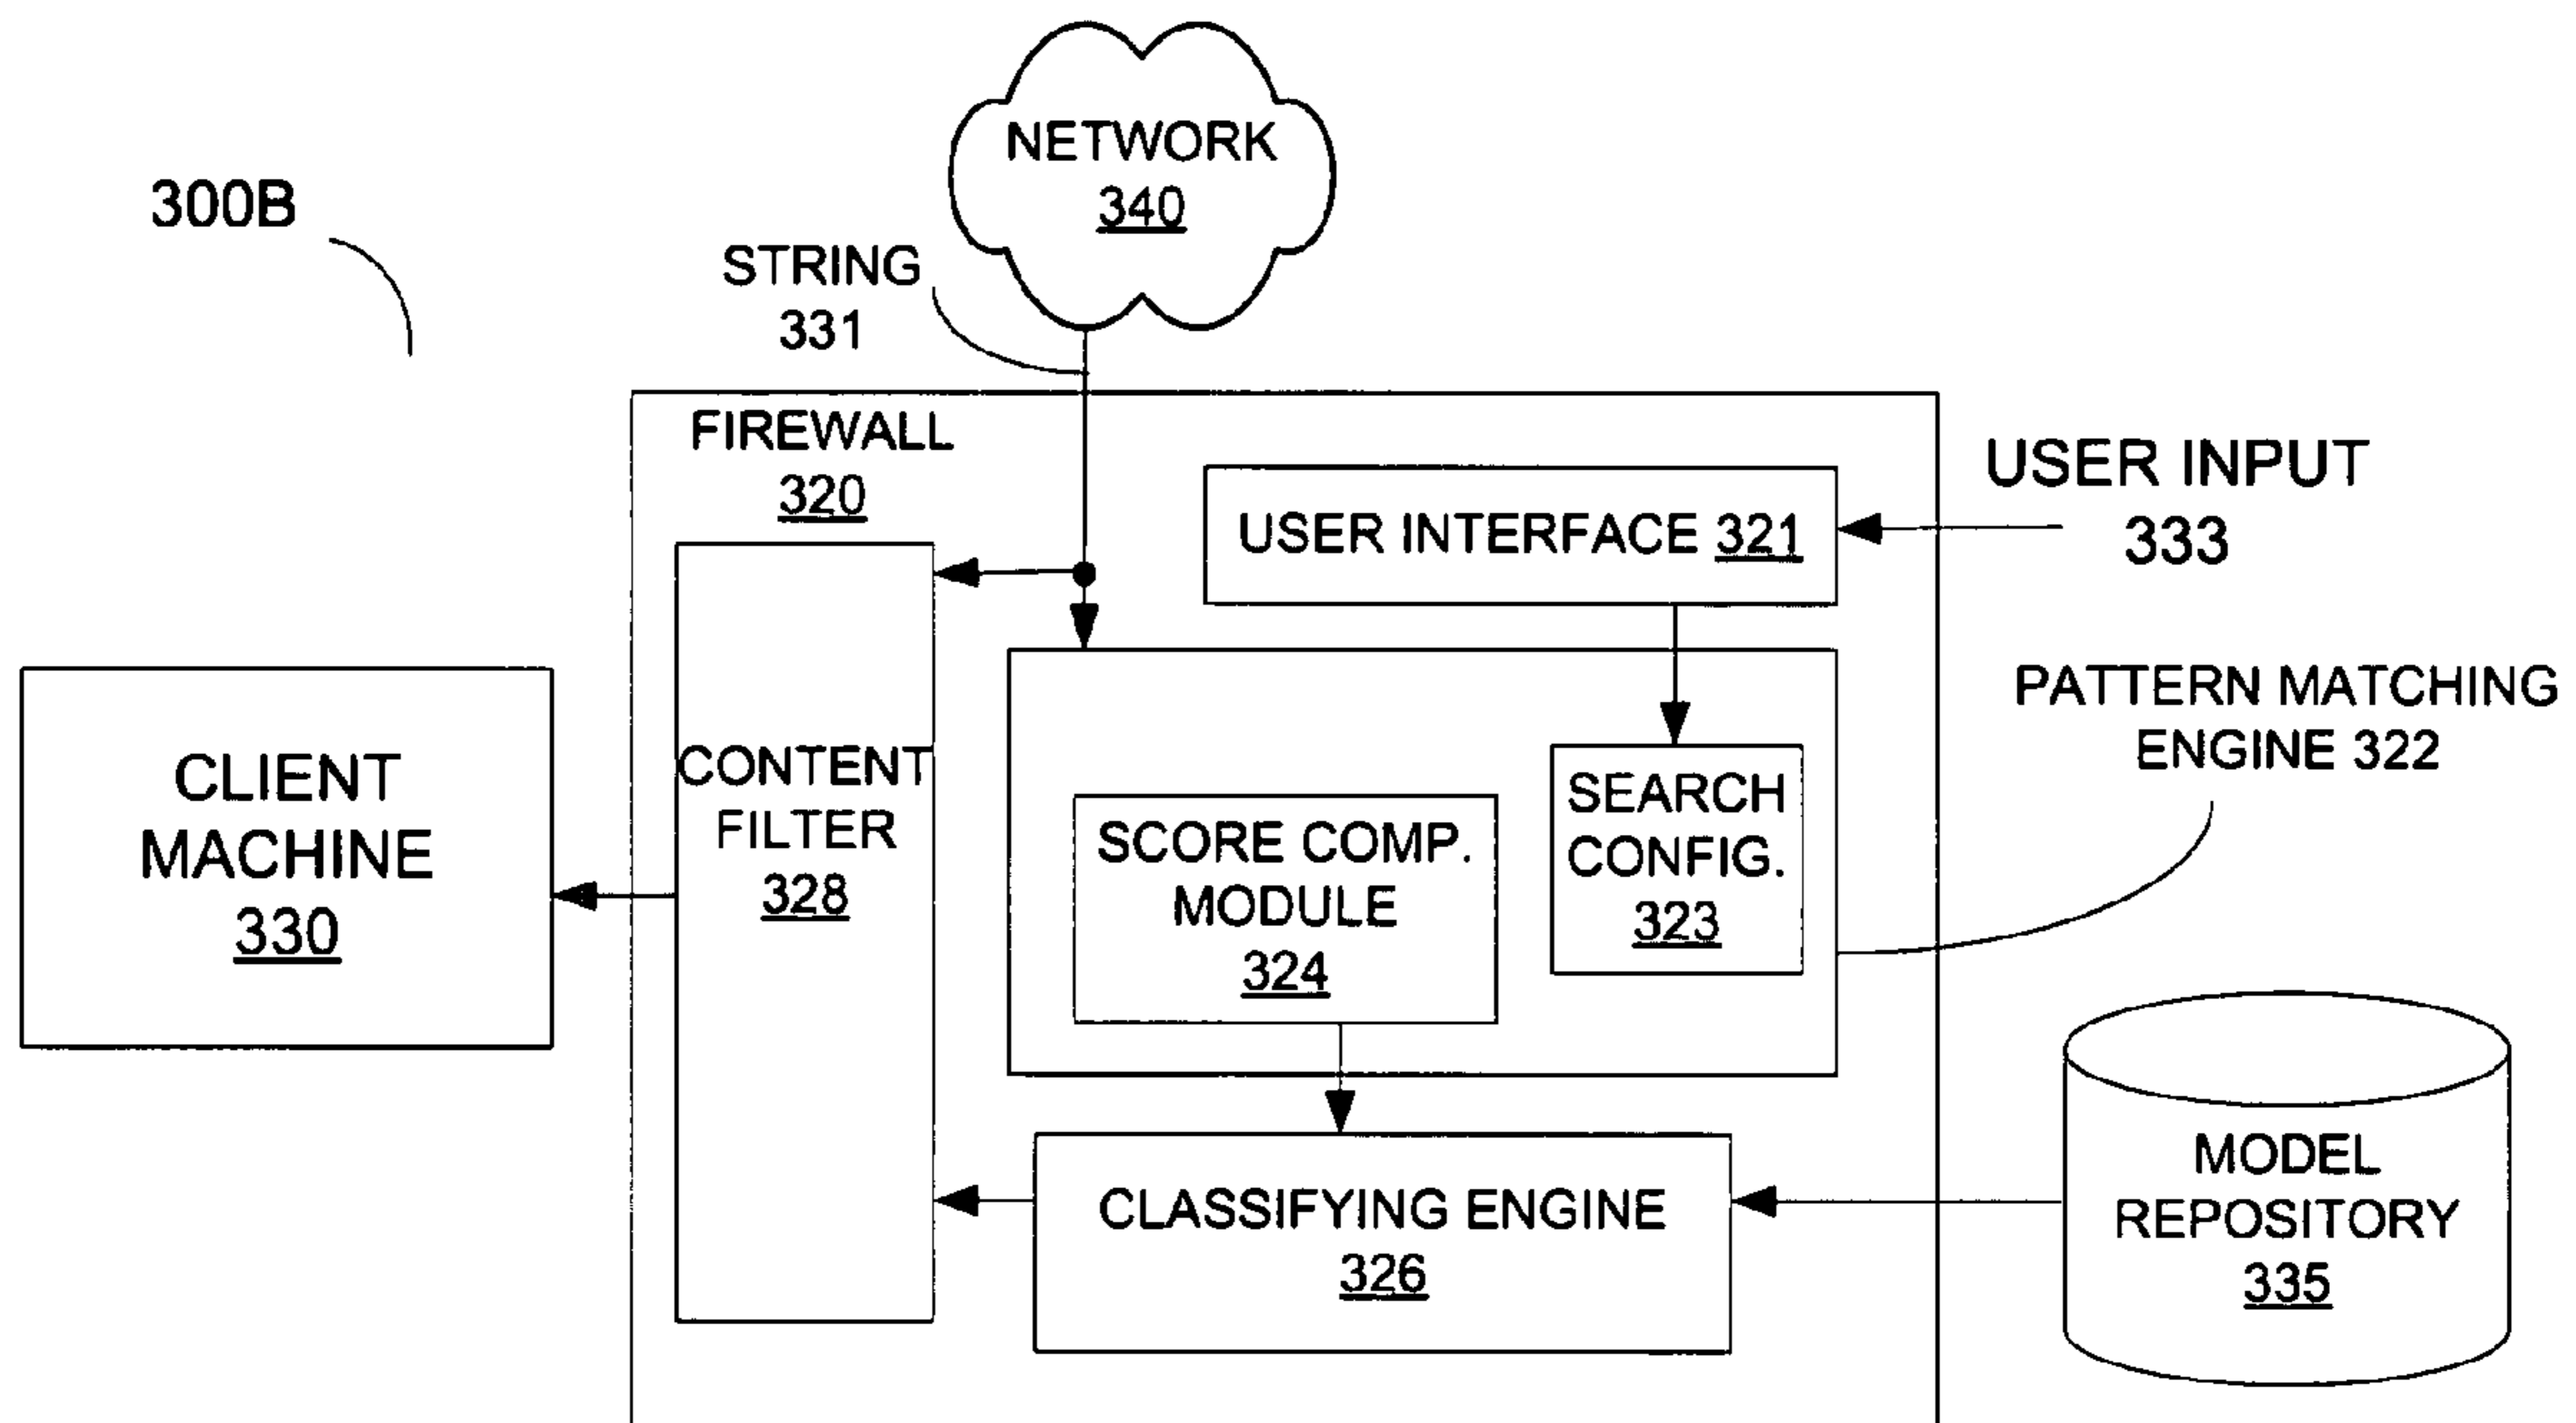 NETWORK
340
300B
STRING
331
FIREWALL
320
USER INTERFACE 321
USER INPUT
333
PATTERN MATCHING
ENGINE 322
CLIENT
MACHINE
330
CONTENT
FILTER
328
SCORE COMP.
MODULE
324
SEARCH
CONFIG.
323
CLASSIFYING ENGINE
326
MODEL
REPOSITORY
335